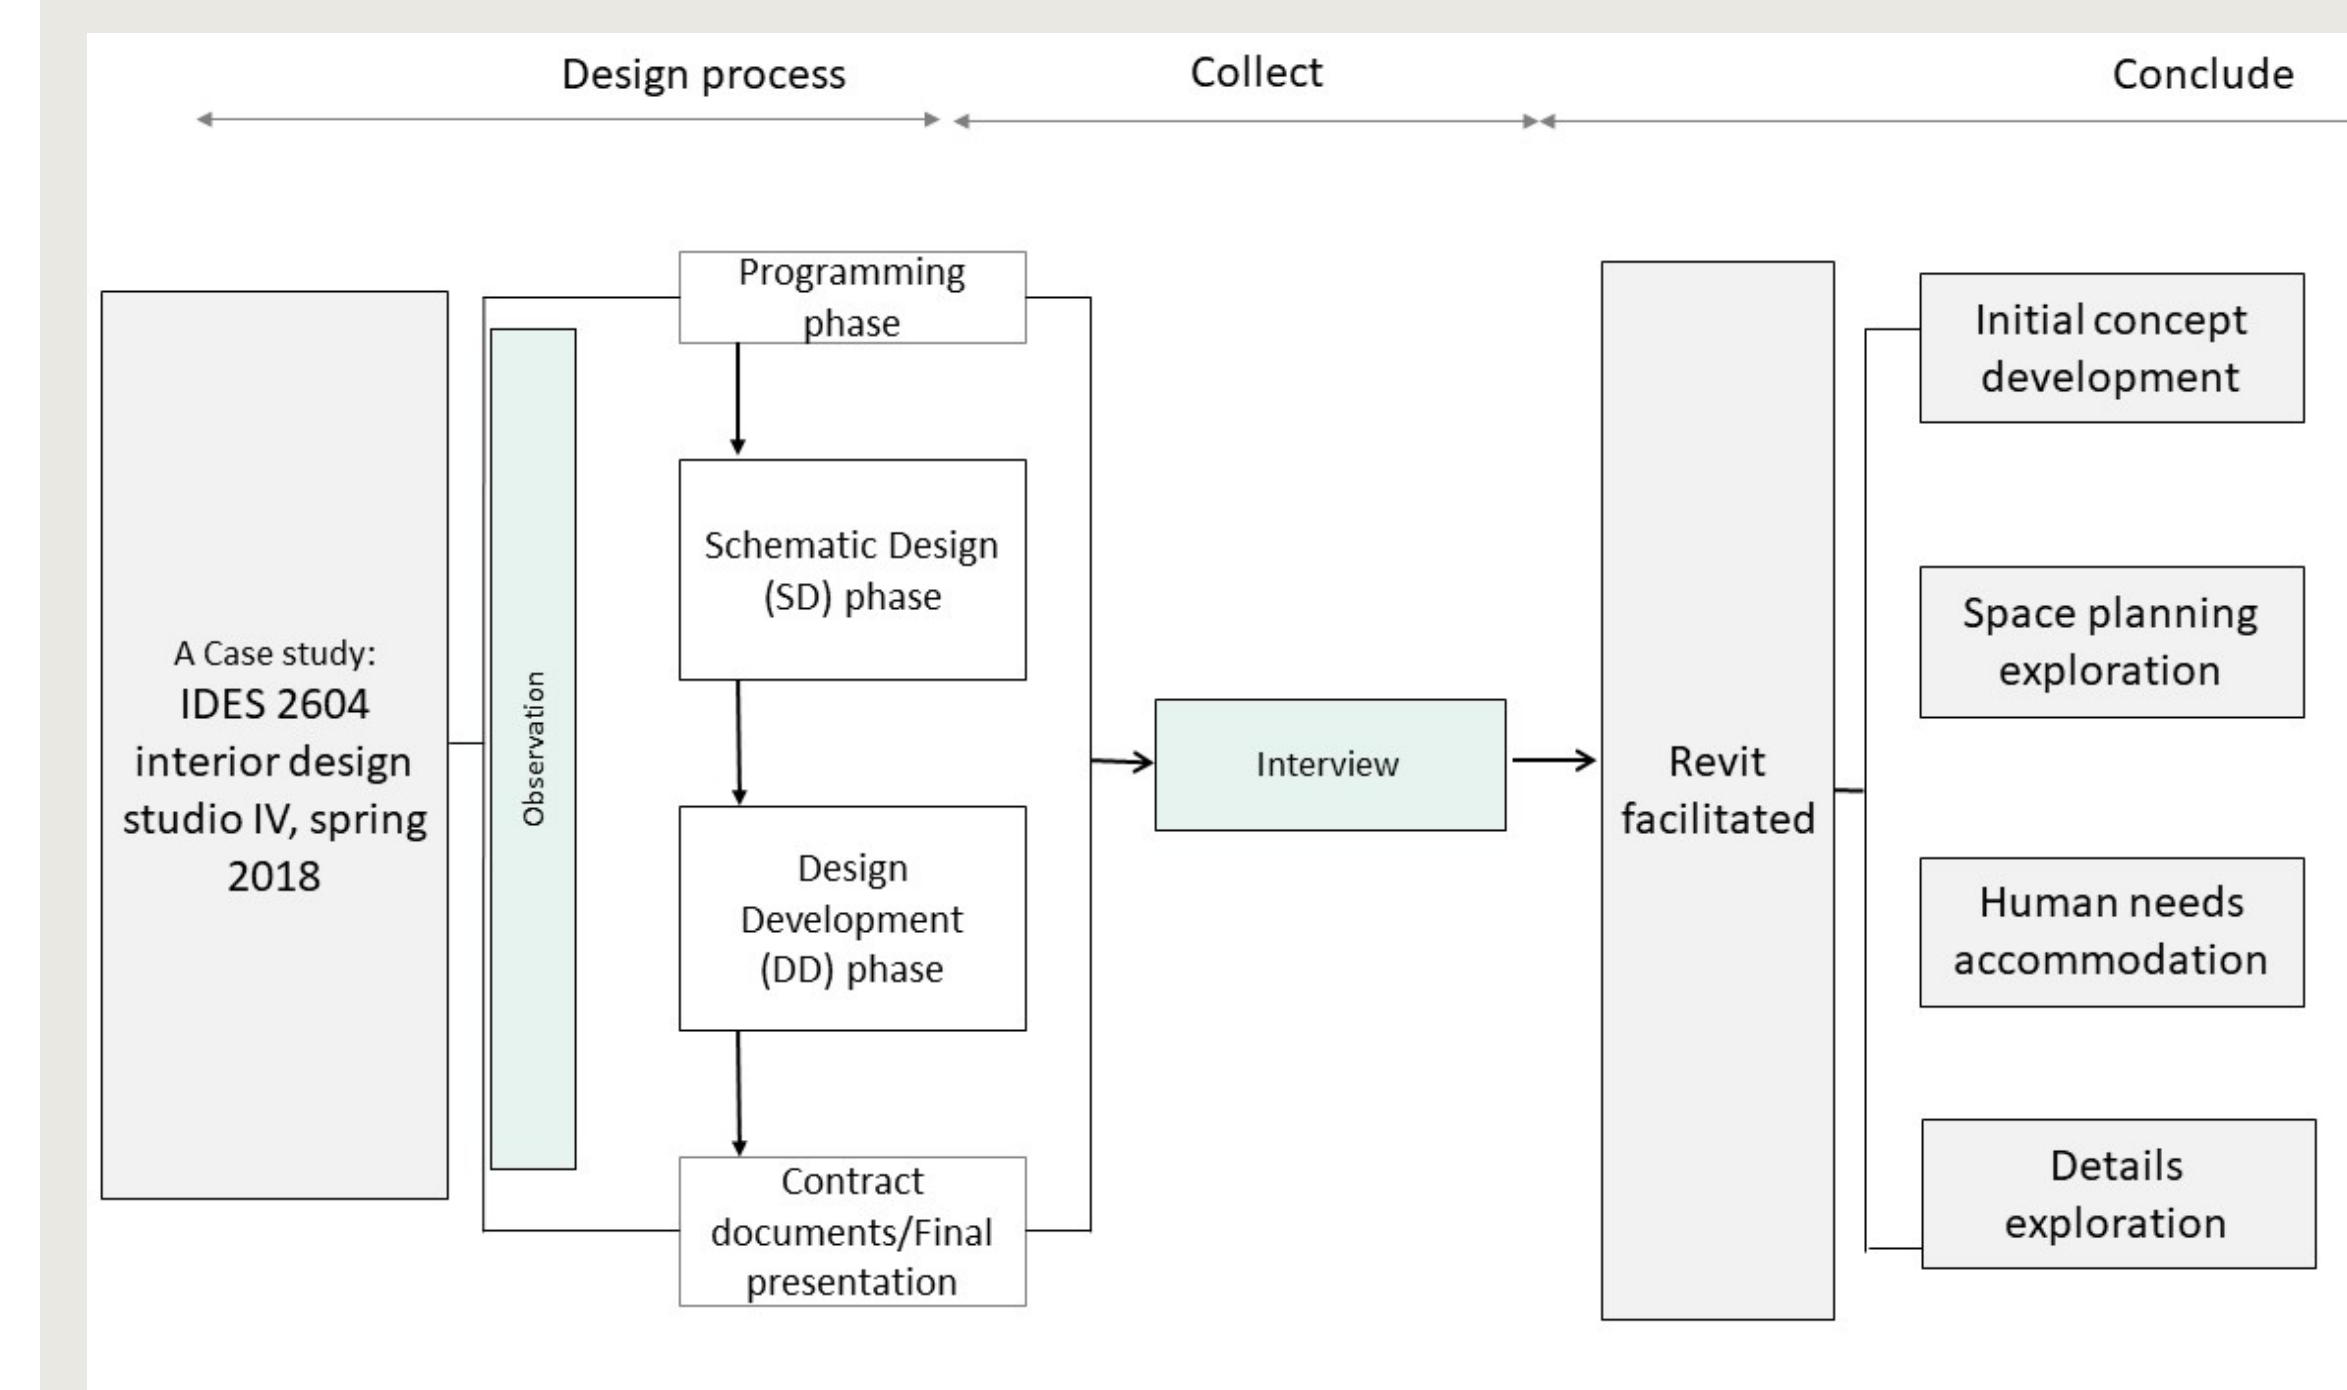 Design process
Collect
Conclude
A Case study:
IDES 2604
interior design
studio IV, spring
2018
Observation
Programming
phase
Schematic Design
(SD) phase
Design
Development
(DD) phase
Contract
documents/Final
presentation
Interview
Revit
facilitated
Initial concept
development
Space planning
exploration
Human needs
accommodation
Details
exploration